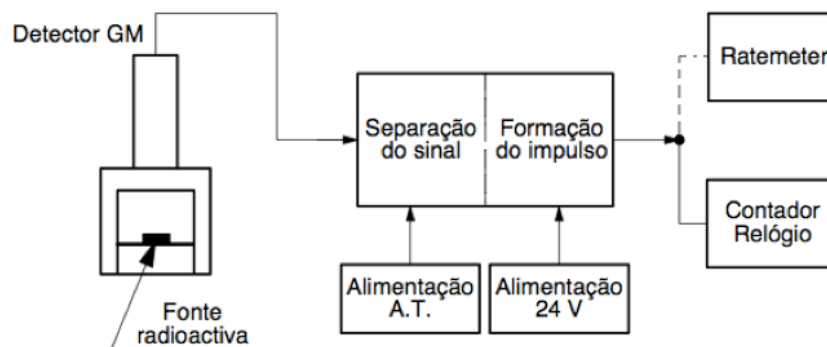 Detector GM
Separação
do sinal
Formação
do impulso
Ratemeter
Contador
Relógio
Alimentação
A.T.
Alimentação
24 V
Fonte
radioactiva